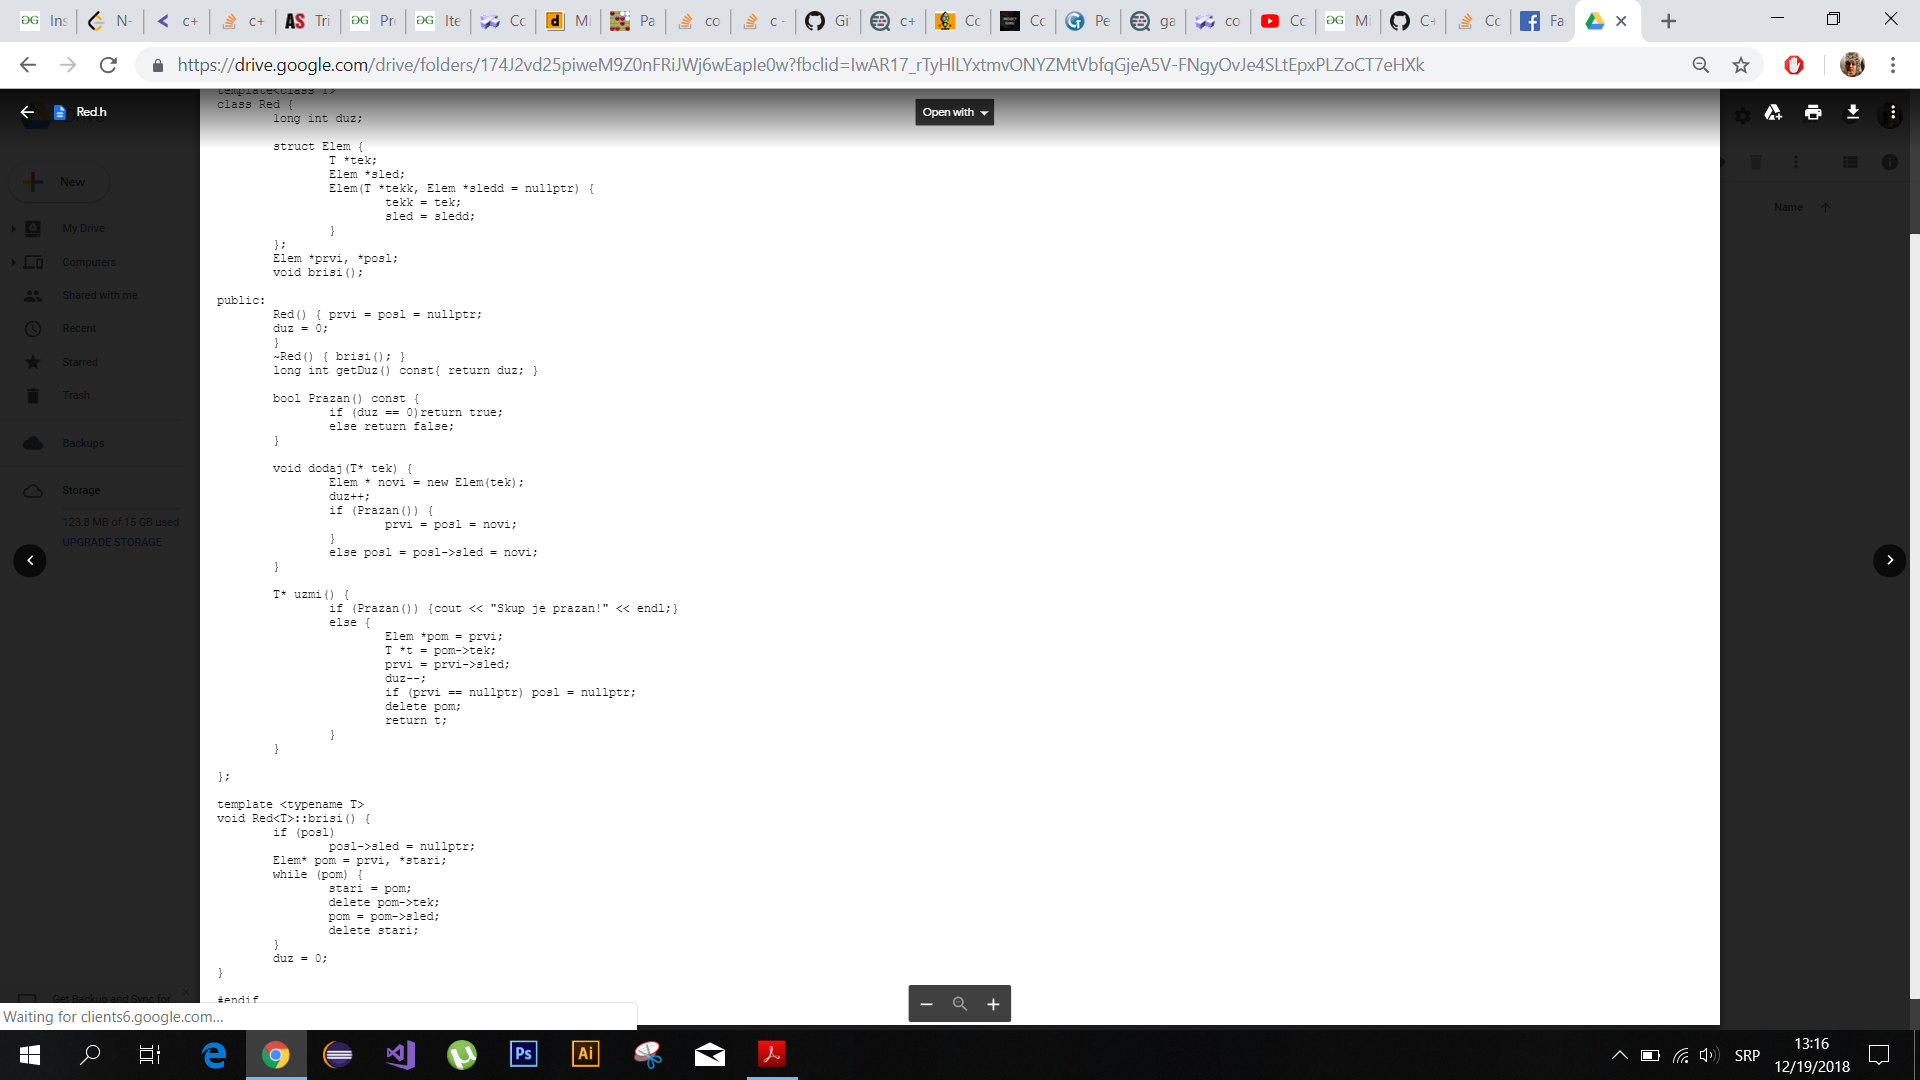 Ins
N-
c+
c+
AS Tri
Pr
Ite
Co
d Mi
Pa
co
c -
Gi
c+
Co
Co
Pe
ga
co
Co
Mi
C+
Co
Fa
https://drive.google.com/drive/folders/174J2vd25piweM9Z0nFRiJWj6wEapIe0w?fbclid=IwAR17_rTyHlLYxtmvONYZMtVbfqGjeA5V-FNgyOvJe4SLtEpxPLZoCT7eHXk
Red.h
Open with
New
My Drive
Computers
Shared with me
Recent
Starred
Trash
Backups
Storage
123.8 MB of 15 GB used
UPGRADE STORAGE
Get Backup and Sync for
Name
template<class T>
class Red {
long int duz;
struct Elem {
T *tek;
Elem *sled;
Elem(T *tekk, Elem *sledd = nullptr) {
tekk = tek;
sled = sledd;
}
};
Elem *prvi, *posl;
void brisi();
public:
Red() { prvi = posl = nullptr;
duz = 0;
}
~Red() { brisi(); }
long int getDuz() const{ return duz; }
bool Prazan() const {
if (duz == 0)return true;
else return false;
}
void dodaj(T* tek) {
Elem * novi = new Elem(tek);
duz++;
if (Prazan()) {
prvi = posl = novi;
}
else posl = posl->sled = novi;
}
T* uzmi() {
if (Prazan()) {cout << "Skup je prazan!" << endl;}
else {
Elem *pom = prvi;
T *t = pom->tek;
prvi = prvi->sled;
duz--;
if (prvi == nullptr) posl = nullptr;
delete pom;
return t;
}
}
};
template <typename T>
void Red<T>::brisi() {
if (posl)
posl->sled = nullptr;
Elem* pom = prvi, *stari;
while (pom) {
stari = pom;
delete pom->tek;
pom = pom->sled;
delete stari;
}
duz = 0;
}
#endif
Waiting for clients6.google.com...
Ps
Ai
SRP
13:16
12/19/2018